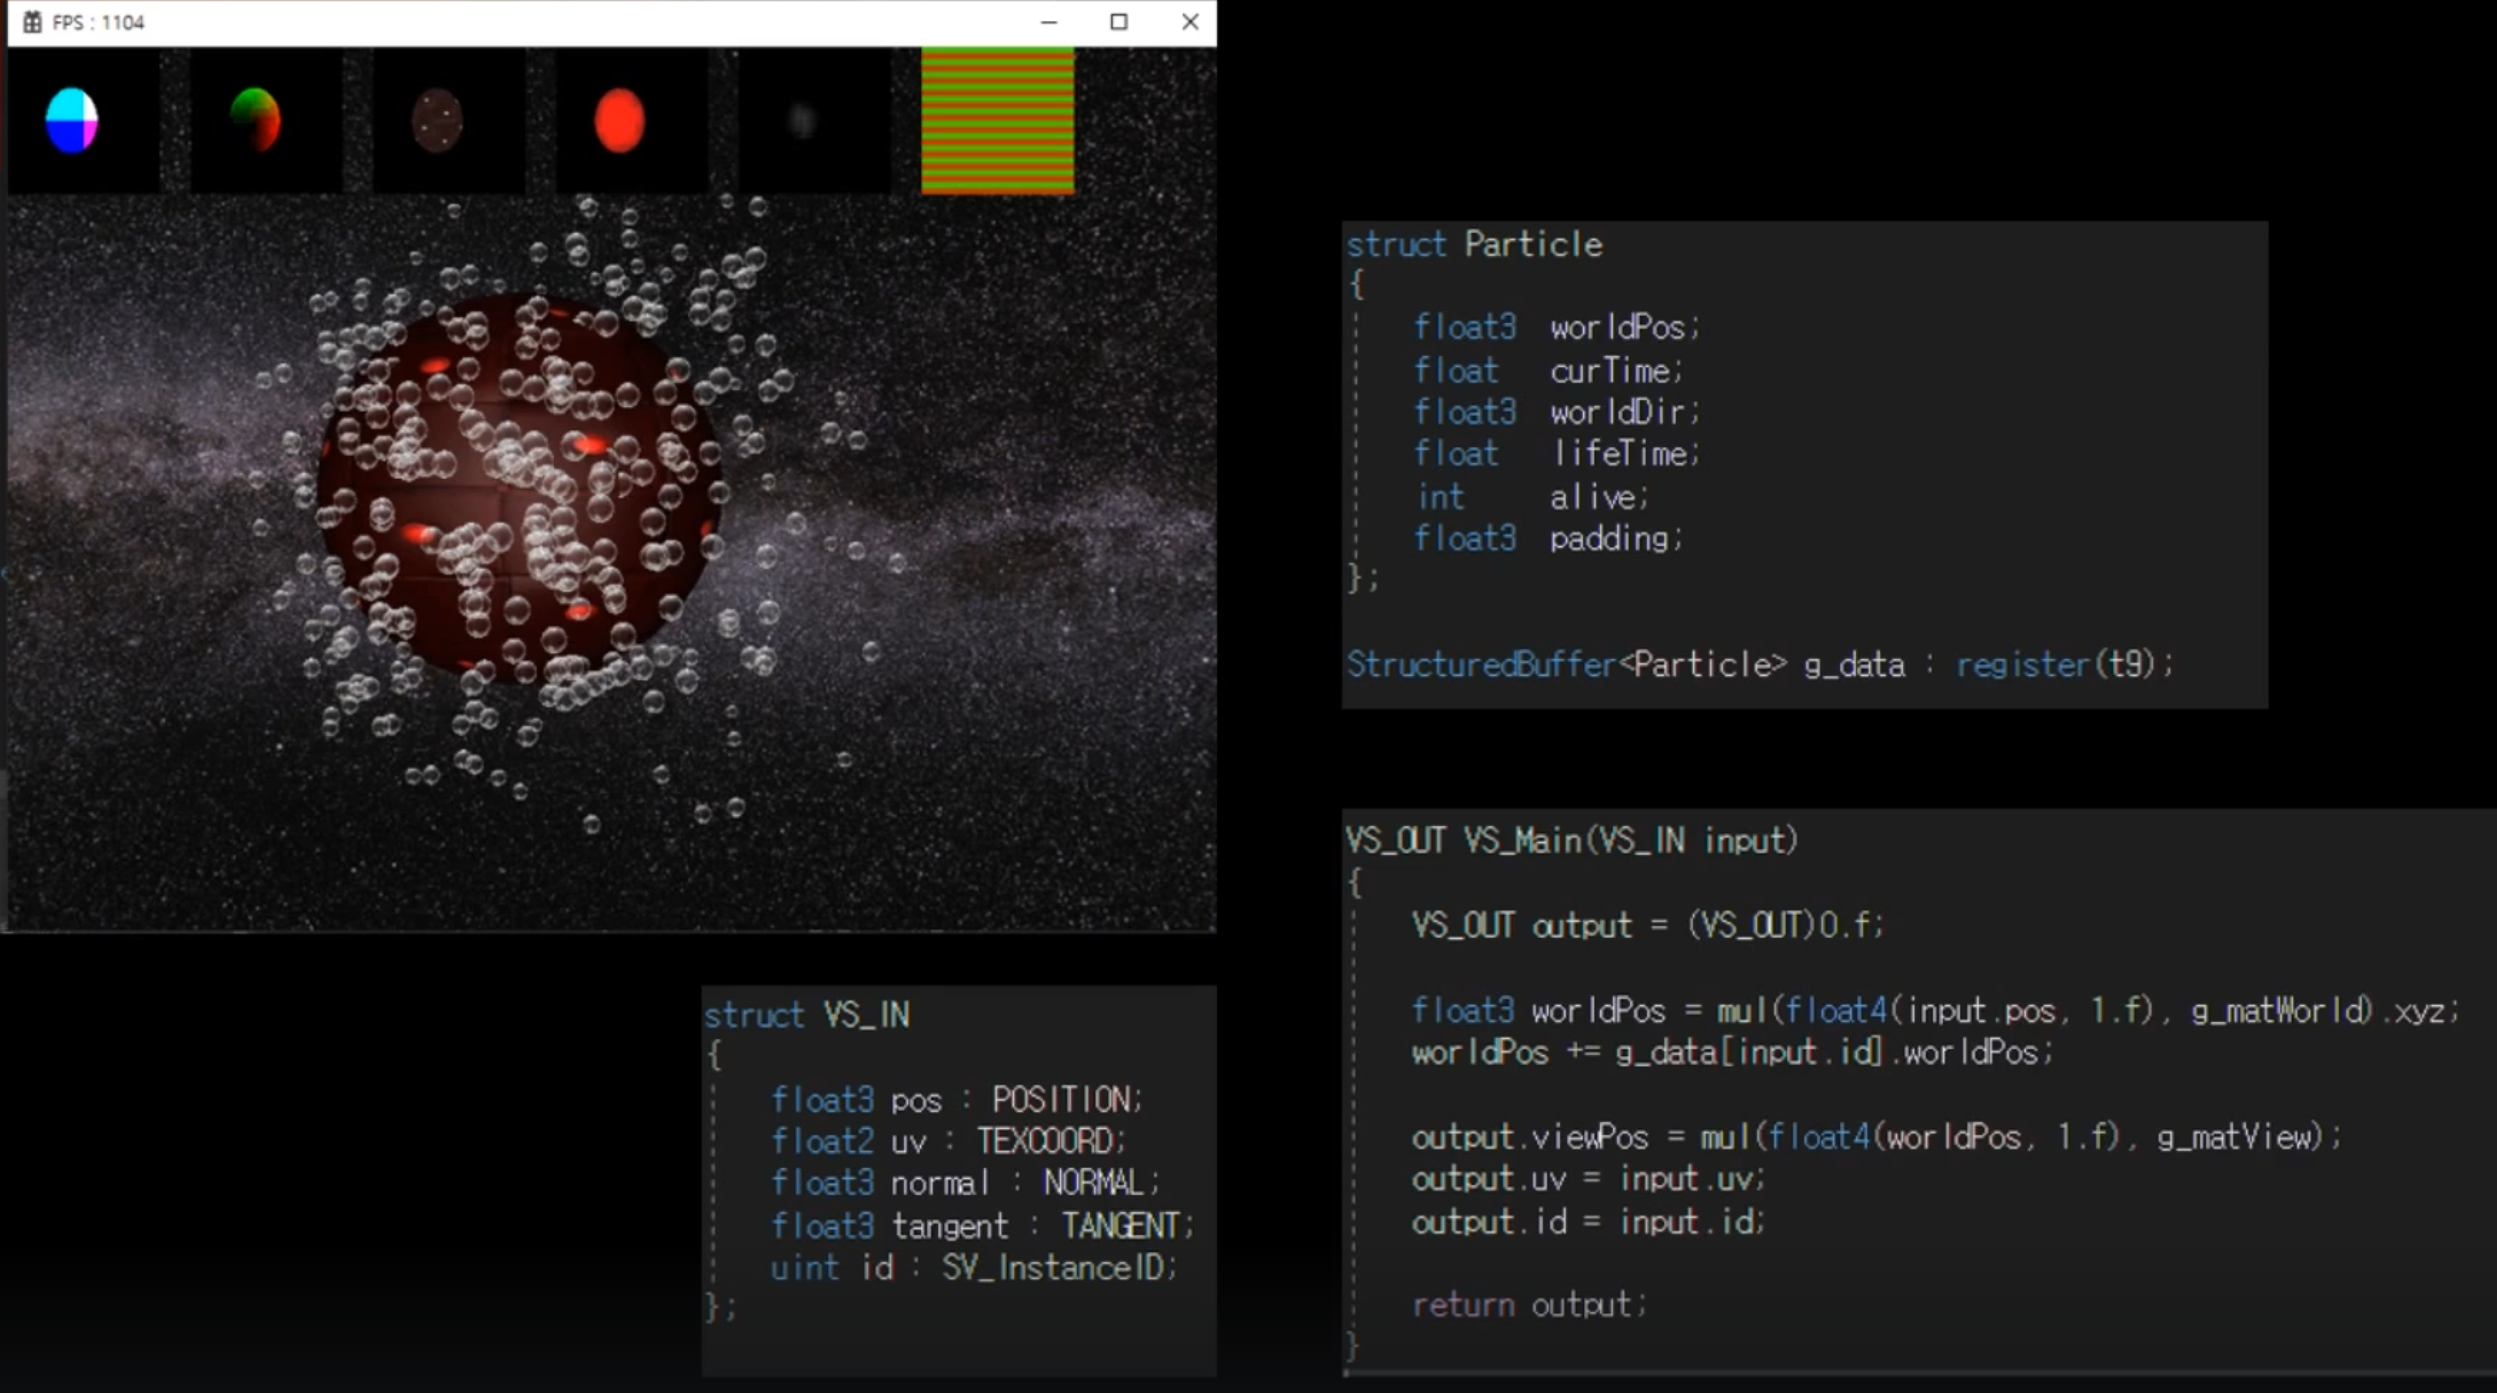 FPS : 1104
struct Particle
{
float3 worldPos;
float curTime;
float3 worldDir;
float lifeTime;
int alive;
float3 padding;
};
StructuredBuffer<Particle> g_data : register(t9);
VS_OUT VS_Main(VS_IN input)
{
VS_OUT output = (VS_OUT)0.f;
float3 worldPos = mul(float4(input.pos, 1.f), g_matWorld).xyz;
worldPos += g_data[input.id].worldPos;
output.viewPos = mul(float4(worldPos, 1.f), g_matView);
output.uv = input.uv;
output.id = input.id;
return output;
}
struct VS_IN
{
float3 pos : POSITION;
float2 uv : TEXCOORD;
float3 normal : NORMAL;
float3 tangent : TANGENT;
uint id : SV_InstanceID;
};